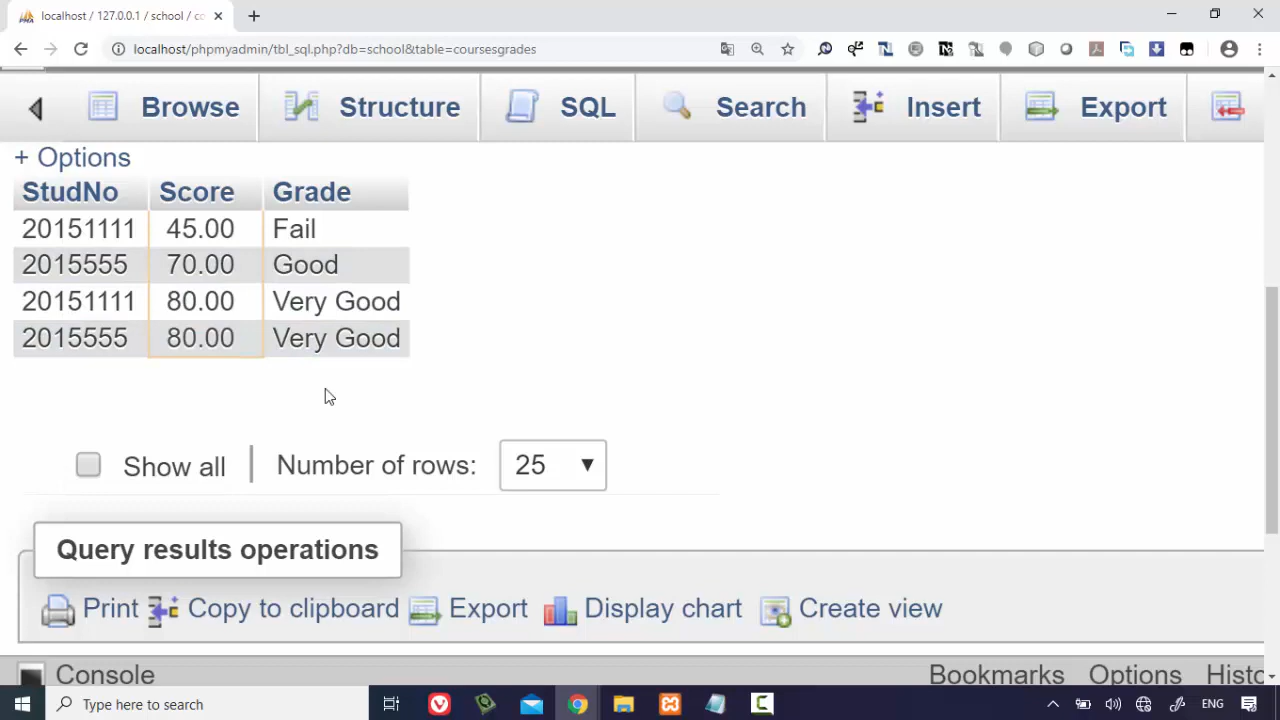 localhost / 127.0.0.1 / school / co
localhost/phpmyadmin/tbl_sql.php?db=school&table=coursesgrades
Browse Structure SQL Search Insert Export
+ Options
StudNo Score Grade
20151111 45.00 Fail
2015555 70.00 Good
20151111 80.00 Very Good
2015555 80.00 Very Good
Show all Number of rows: 25
Query results operations
Print Copy to clipboard Export Display chart Create view
Console Bookmarks Options Histo
Type here to search ENG